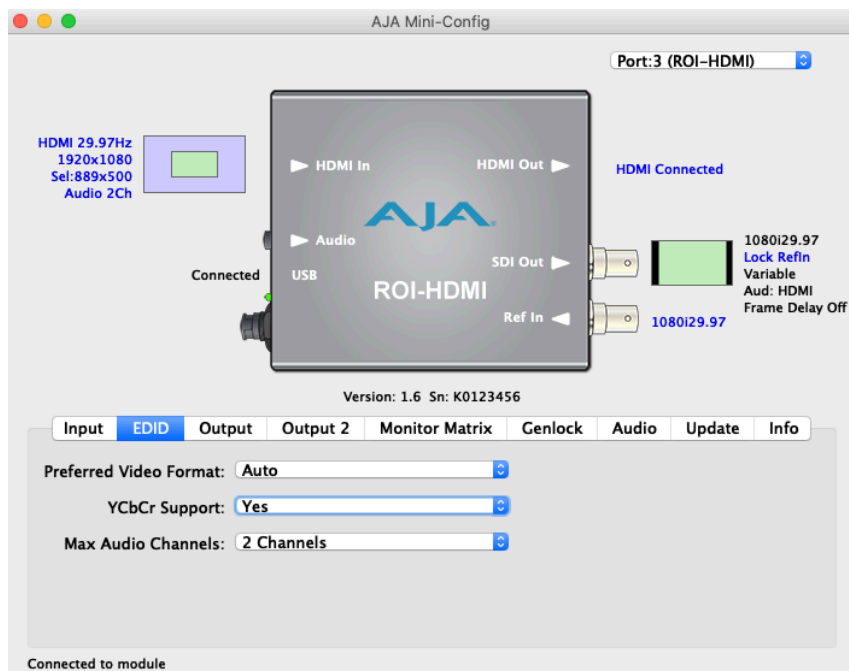 AJA Mini-Config
Port:3 (ROI-HDMI)
HDMI 29.97Hz
1920x1080
Sel:889x500
Audio 2Ch
HDMI In
HDMI Out
HDMI Connected
AJA
Audio
Connected
USB
SDI Out
ROI-HDMI
Ref In
1080i29.97
Lock RefIn
Variable
Aud: HDMI
Frame Delay Off
1080i29.97
Version: 1.6 Sn: K0123456
Input EDID Output Output 2 Monitor Matrix Genlock Audio Update Info
Preferred Video Format: Auto
YCbCr Support: Yes
Max Audio Channels: 2 Channels
Connected to module